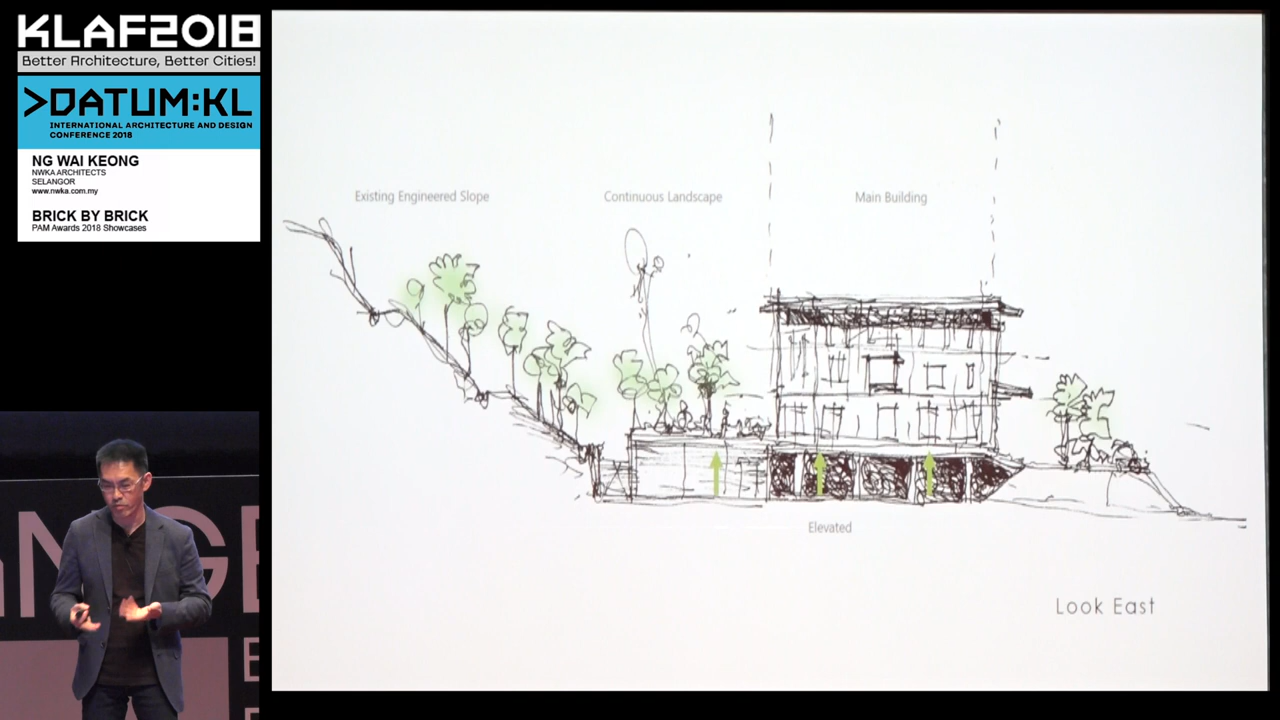 KLAF2018
Better Architecture, Better Cities!
>DATUM:KL
INTERNATIONAL ARCHITECTURE AND DESIGN
CONFERENCE 2018
NG WAI KEONG
NWKA ARCHITECTS
SELANGOR
www.nwka.com.my
BRICK BY BRICK
PAM Awards 2018 Showcases
Existing Engineered Slope
Continuous Landscape
Main Building
Elevated
Look East